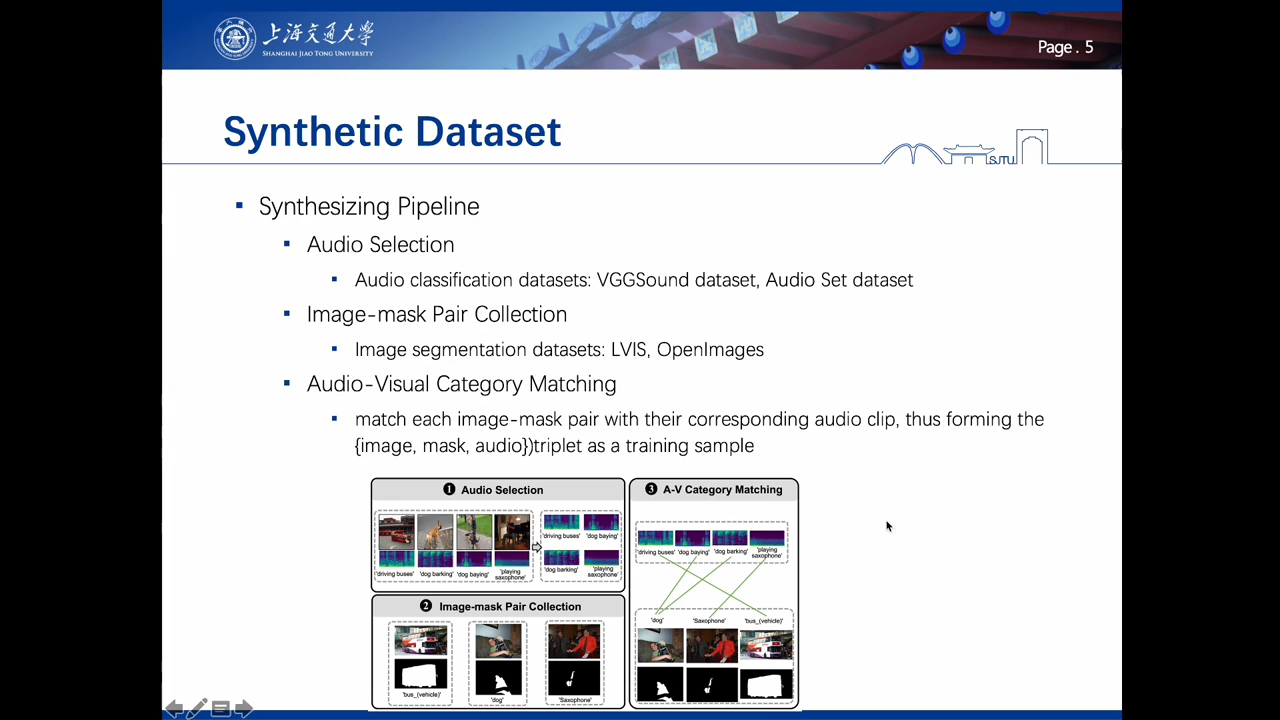 上海交通大学
SHANGHAI JIAO TONG UNIVERSITY
Page . 5
Synthetic Dataset
SJTU
Synthesizing Pipeline
Audio Selection
Audio classification datasets: VGGSound dataset, Audio Set dataset
Image-mask Pair Collection
Image segmentation datasets: LVIS, OpenImages
Audio-Visual Category Matching
match each image-mask pair with their corresponding audio clip, thus forming the
{image, mask, audio})triplet as a training sample
1 Audio Selection
'driving buses' 'dog barking' 'dog baying' 'playing saxophone'
'driving buses' 'dog baying'
'dog barking' 'playing saxophone'
2 Image-mask Pair Collection
'bus_(vehicle)' 'dog' 'Saxophone'
3 A-V Category Matching
'driving buses' 'dog baying' 'dog barking' 'playing saxophone'
'dog' 'Saxophone' 'bus_(vehicle)'